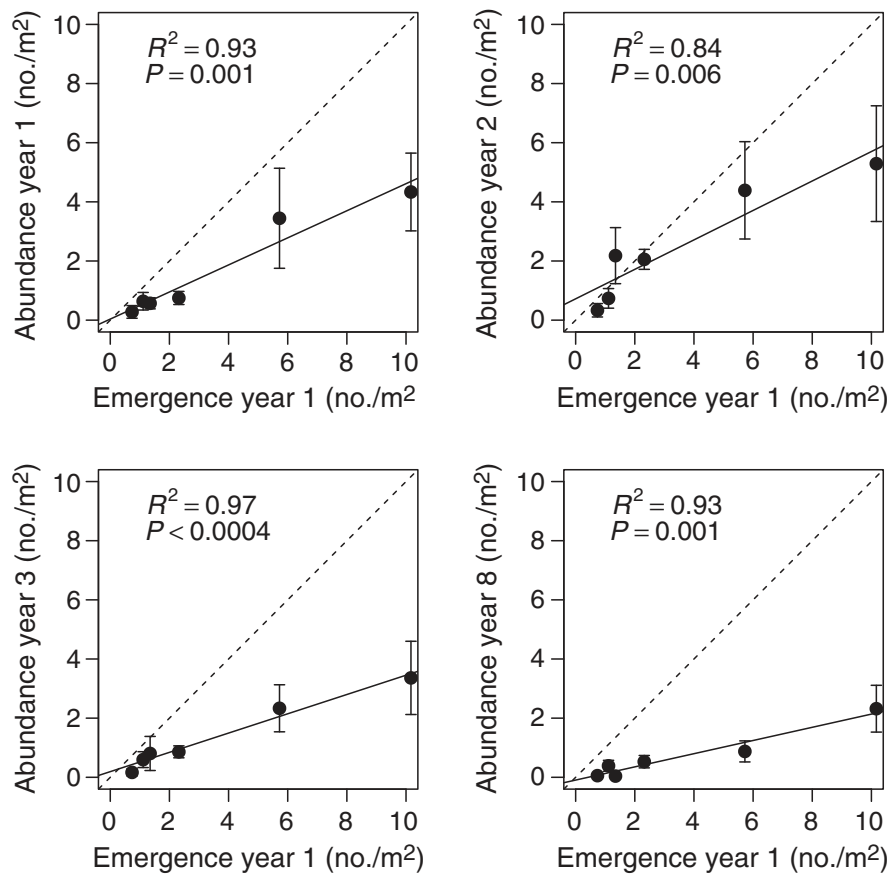 R² = 0.93
P = 0.001
Abundance year 1 (no./m²)
10
8
6
4
2
0
0 2 4 6 8 10
Emergence year 1 (no./m²
R² = 0.84
P = 0.006
Abundance year 2 (no./m²)
10
8
6
4
2
0
0 2 4 6 8 10
Emergence year 1 (no./m²)
R² = 0.97
P < 0.0004
Abundance year 3 (no./m²)
10
8
6
4
2
0
0 2 4 6 8 10
Emergence year 1 (no./m²)
R² = 0.93
P = 0.001
Abundance year 8 (no./m²)
10
8
6
4
2
0
0 2 4 6 8 10
Emergence year 1 (no./m²)